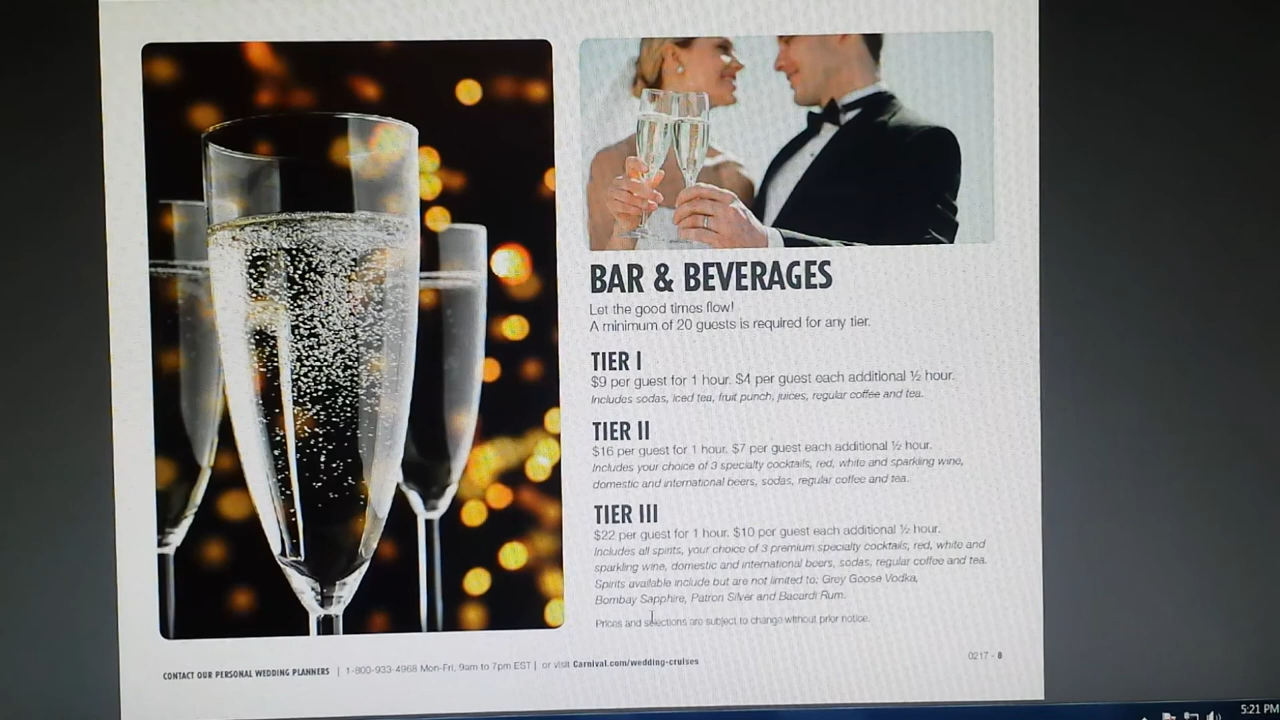 BAR & BEVERAGES
Let the good times flow!
A minimum of 20 guests is required for any tier.
TIER I
$9 per guest for 1 hour. $4 per guest each additional ½ hour.
Includes sodas, iced tea, fruit punch, juices, regular coffee and tea.
TIER II
$16 per guest for 1 hour. $7 per guest each additional ½ hour.
Includes your choice of 3 specialty cocktails, red, white and sparkling wine,
domestic and international beers, sodas, regular coffee and tea.
TIER III
$22 per guest for 1 hour. $10 per guest each additional ½ hour.
Includes all spirits, your choice of 3 premium specialty cocktails, red, white and
sparkling wine, domestic and international beers, sodas, regular coffee and tea.
Spirits available include but are not limited to: Grey Goose Vodka,
Bombay Sapphire, Patron Silver and Bacardi Rum.
Prices and selections are subject to change without prior notice.
CONTACT OUR PERSONAL WEDDING PLANNERS | 1-800-933-4968 Mon-Fri, 9am to 7pm EST | or visit Carnival.com/wedding-cruises
0217 - 8
5:21 PM